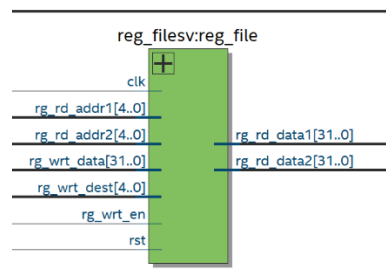 reg_filesv:reg_file
clk
rg_rd_addr1[4..0]
rg_rd_addr2[4..0]
rg_wrt_data[31..0]
rg_wrt_dest[4..0]
rg_wrt_en
rst
rg_rd_data1[31..0]
rg_rd_data2[31..0]